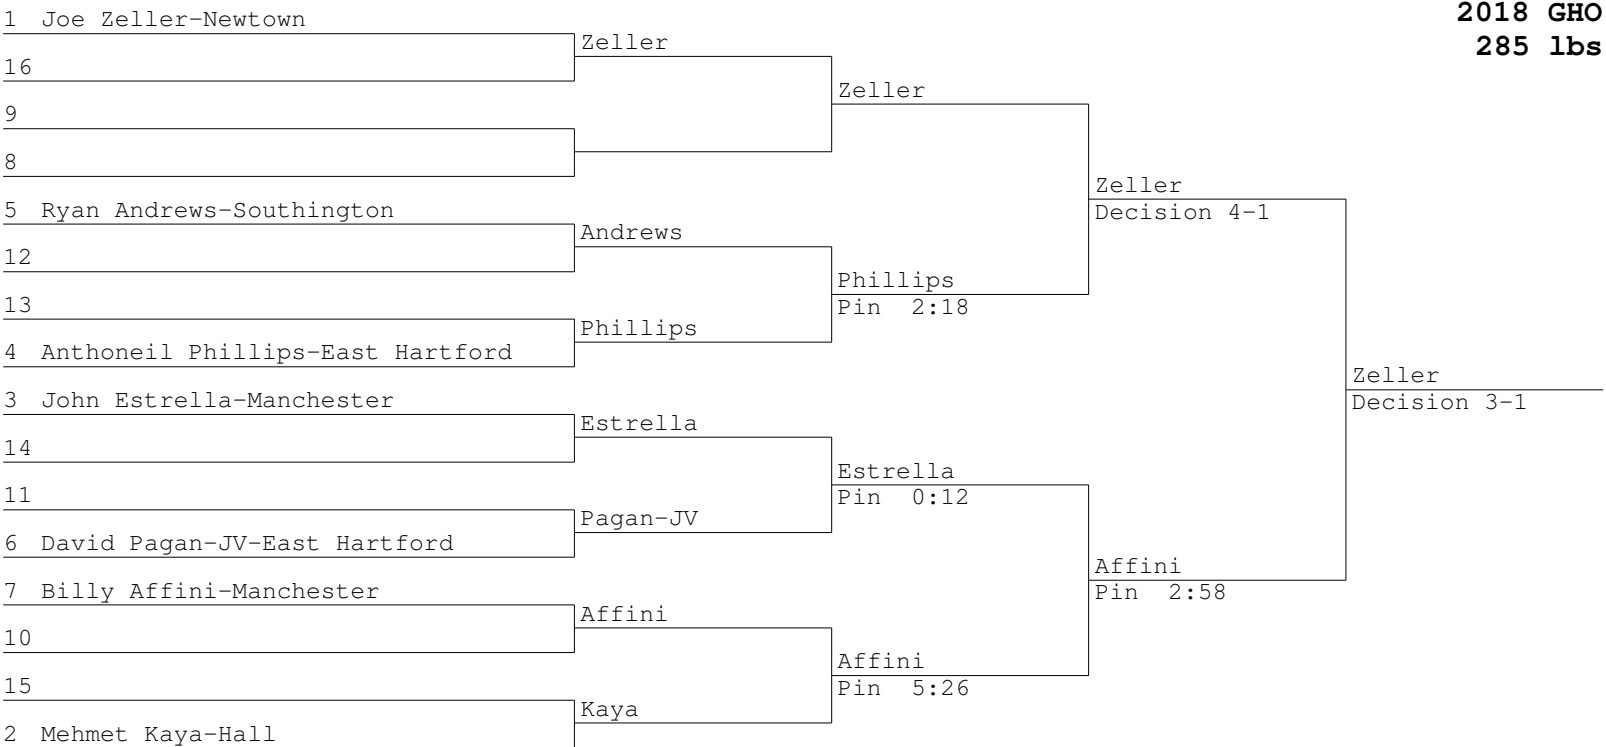 2018 GHO
285 lbs
1 Joe Zeller-Newtown
Zeller
16
Zeller
9
8
Zeller
5 Ryan Andrews-Southington
Decision 4-1
Andrews
12
Phillips
13
Pin 2:18
Phillips
4 Anthoneil Phillips-East Hartford
Zeller
3 John Estrella-Manchester
Decision 3-1
Estrella
14
Estrella
11
Pin 0:12
Pagan-JV
6 David Pagan-JV-East Hartford
Affini
7 Billy Affini-Manchester
Pin 2:58
Affini
10
Affini
15
Pin 5:26
Kaya
2 Mehmet Kaya-Hall